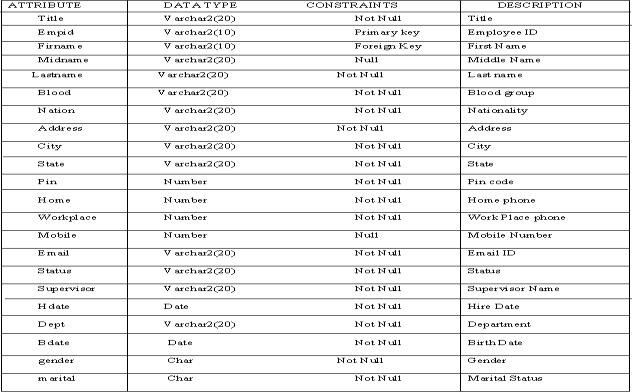 ATTRIBUTE DATA TYPE CONSTRAINTS DESCRIPTION
Title Varchar2(20) Not Null Title
Empid Varchar2(10) Primary key Employee ID
Firname Varchar2(10) Foreign Key First Name
Midname Varchar2(20) Null Middle Name
Lastname Varchar2(20) Not Null Last name
Blood Varchar2(20) Not Null Blood group
Nation Varchar2(20) Not Null Nationality
Address Varchar2(20) Not Null Address
City Varchar2(20) Not Null City
State Varchar2(20) Not Null State
Pin Number Not Null Pin code
Home Number Not Null Home phone
Workplace Number Not Null Work Place phone
Mobile Number Null Mobile Number
Email Varchar2(20) Not Null Email ID
Status Varchar2(20) Not Null Status
Supervisor Varchar2(20) Not Null Supervisor Name
Hdate Date Not Null Hire Date
Dept Varchar2(20) Not Null Department
Bdate Date Not Null Birth Date
gender Char Not Null Gender
marital Char Not Null Marital Status